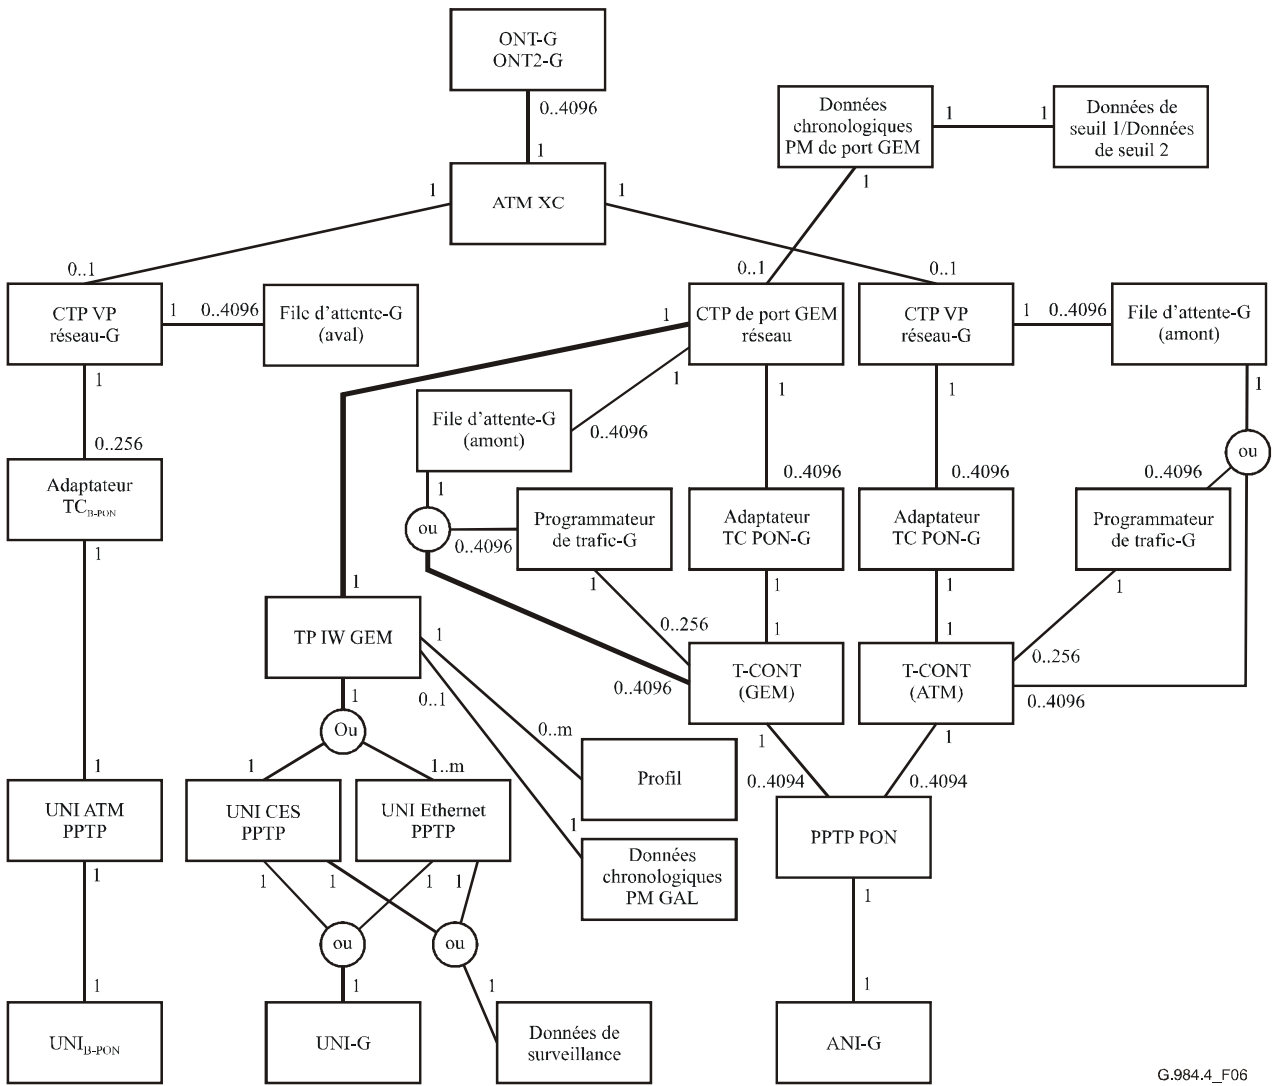 ONT-G
ONT2-G
0..4096
1
Données
chronologiques
PM de port GEM
1
1
Données de
seuil 1/Données
de seuil 2
1
ATM XC
1
1
0..1
0..1
0..1
CTP VP
réseau-G
1
0..4096
File d'attente-G
(aval)
1
CTP de port GEM
réseau
CTP VP
réseau-G
1
0..4096
File d'attente-G
(amont)
1
1
1
1
1
File d'attente-G
(amont)
0..4096
0..256
ou
0..4096
0..4096
0..4096
Adaptateur
TC B-PON
1
ou
0..4096
Programmateur
de trafic-G
Adaptateur
TC PON-G
Adaptateur
TC PON-G
Programmateur
de trafic-G
1
1
1
1
1
1
TP IW GEM
1
0..256
1
1
0..256
0..4096
T-CONT
(GEM)
T-CONT
(ATM)
0..4096
1
0..1
Ou
0..m
1
1
1
1
1..m
Profil
0..4094
0..4094
UNI ATM
PPTP
UNI CES
PPTP
UNI Ethernet
PPTP
1
PPTP PON
Données
chronologiques
PM GAL
1
1
1
1
1
1
ou
ou
1
1
1
1
UNI B-PON
UNI-G
Données de
surveillance
ANI-G
G.984.4_F06